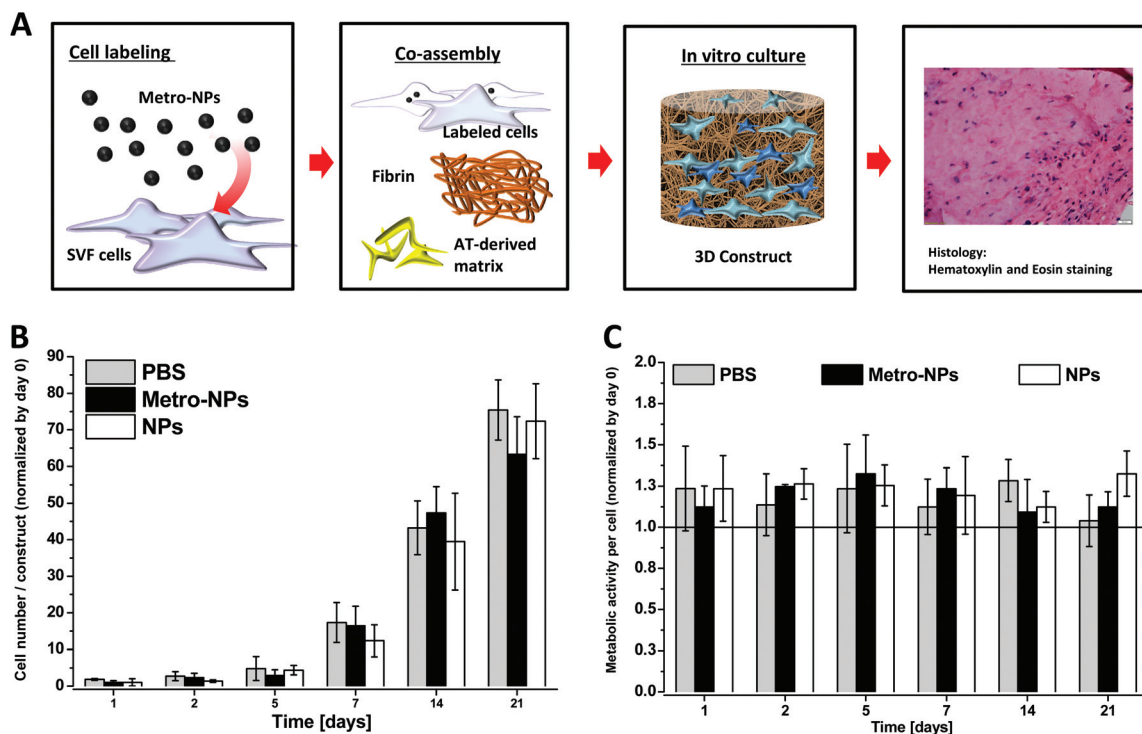 A
Cell labeling
Metro-NPs
SVF cells
Co-assembly
Labeled cells
Fibrin
AT-derived
matrix
In vitro culture
3D Construct
Histology:
Hematoxylin and Eosin staining
B
Cell number / construct (normalized by day 0)
90
80
70
60
50
40
30
20
10
0
PBS
Metro-NPs
NPs
1 2 5 7 14 21
Time [days]
C
Metabolic activity per cell (normalized by day 0)
2.0
1.8
1.5
1.3
1.0
0.8
0.5
0.3
0.0
PBS Metro-NPs NPs
1 2 5 7 14 21
Time [days]